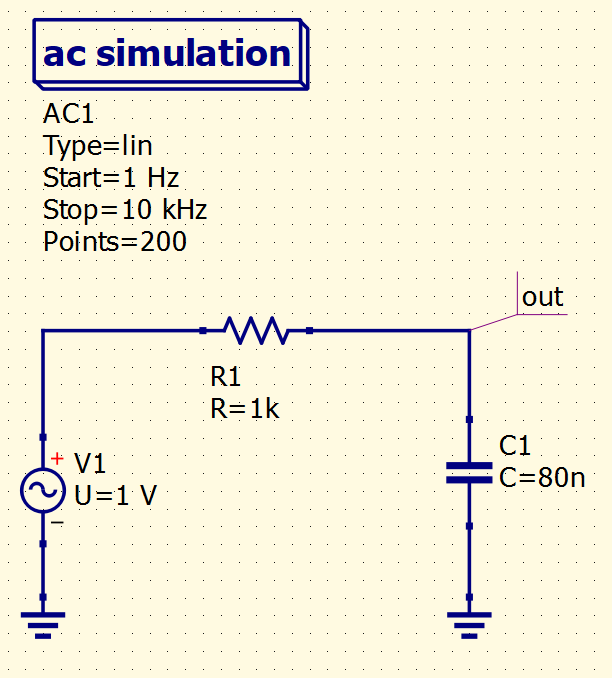 ac simulation
AC1
Type=lin
Start=1 Hz
Stop=10 kHz
Points=200
out
R1
R=1k
+
V1
U=1 V
−
C1
C=80n